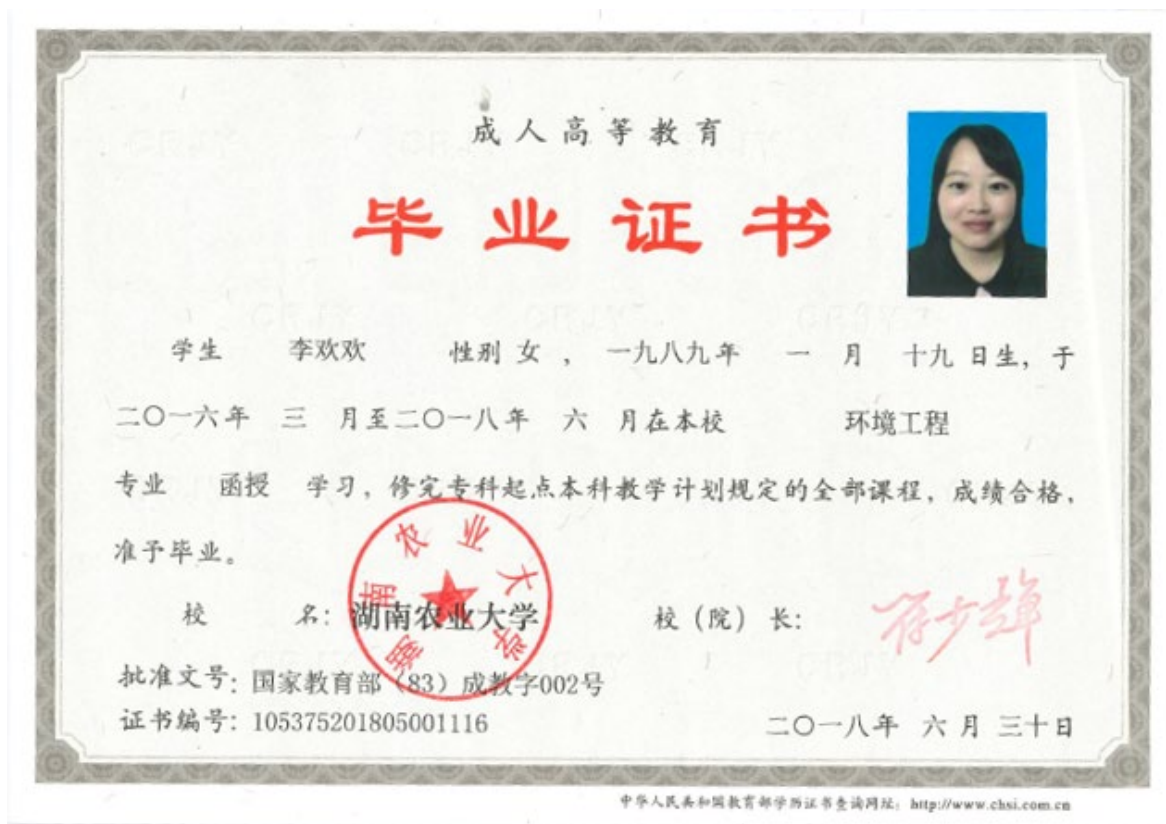 成人高等教育
毕业证书
学生 李欢欢 性别 女 , 一九八九年 一 月 十九 日生, 于
二〇一六年 三 月至二〇一八年 六 月在本校 环境工程
专业 函授 学习, 修完专科起点本科教学计划规定的全部课程, 成绩合格,
准予毕业。
校 名: 湖南农业大学 校（院）长:
湖南农业大学
批准文号: 国家教育部（83）成教字002号
证书编号: 105375201805001116 二〇一八年 六 月 三十日
中华人民共和国教育部学历证书查询网址: http://www.chsi.com.cn